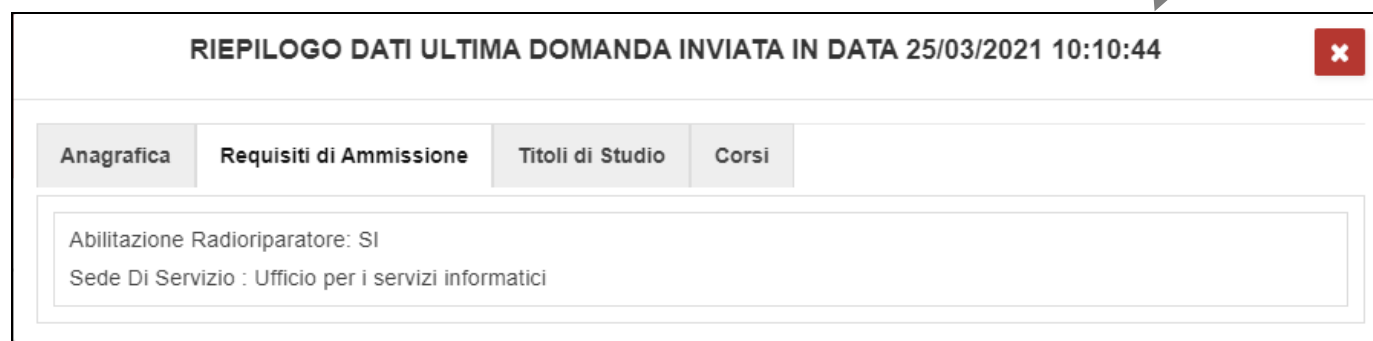 RIEPILOGO DATI ULTIMA DOMANDA INVIATA IN DATA 25/03/2021 10:10:44
Anagrafica Requisiti di Ammissione Titoli di Studio Corsi
Abilitazione Radioriparatore: SI
Sede Di Servizio : Ufficio per i servizi informatici